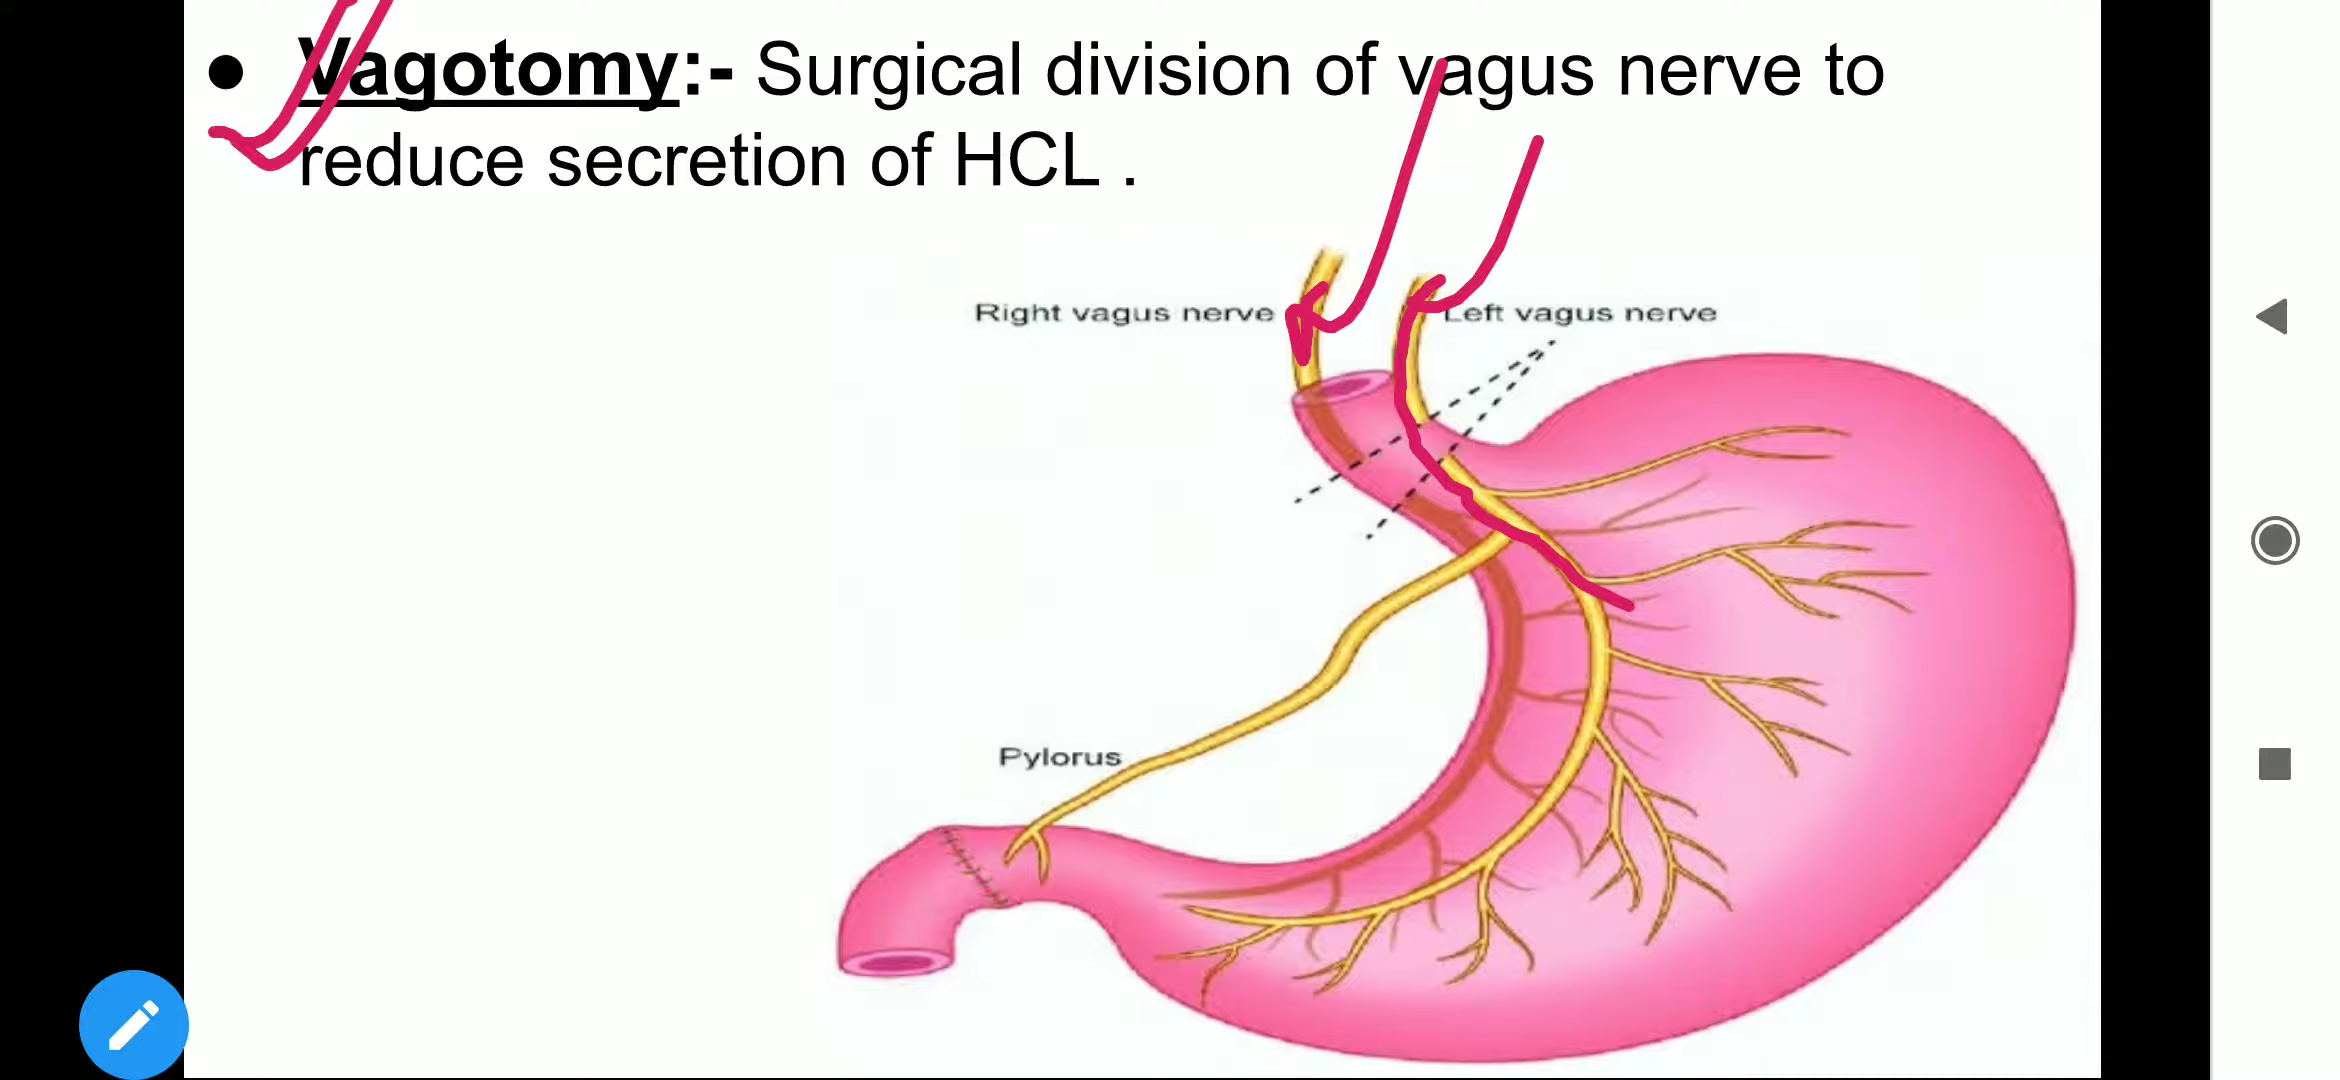 ● Vagotomy:- Surgical division of vagus nerve to
reduce secretion of HCL .
Right vagus nerve
Left vagus nerve
Pylorus